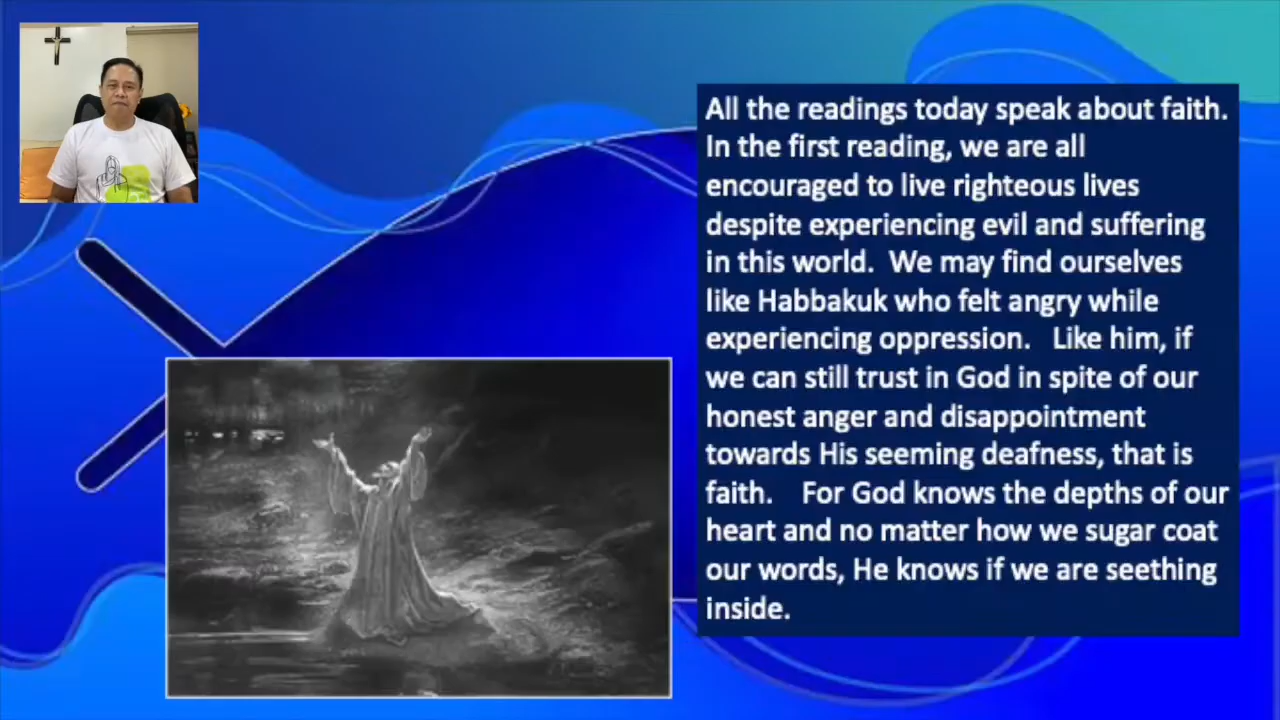 All the readings today speak about faith.
In the first reading, we are all
encouraged to live righteous lives
despite experiencing evil and suffering
in this world.  We may find ourselves
like Habbakuk who felt angry while
experiencing oppression.   Like him, if
we can still trust in God in spite of our
honest anger and disappointment
towards His seeming deafness, that is
faith.    For God knows the depths of our
heart and no matter how we sugar coat
our words, He knows if we are seething
inside.